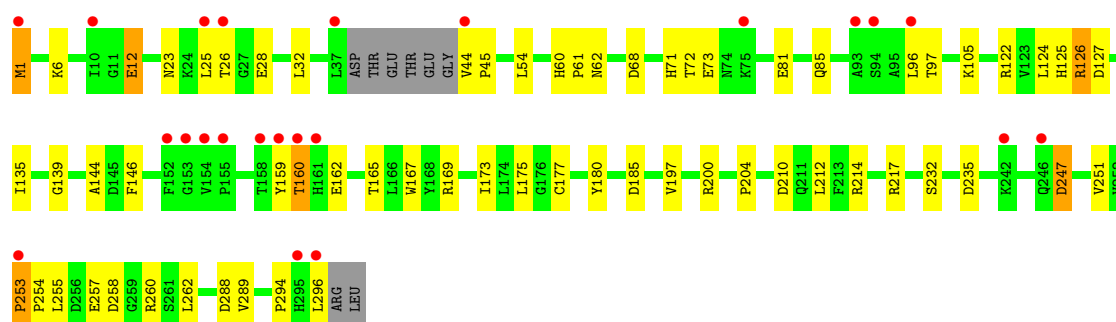 M1 K6 I10 G11 E12 N23 K24 L25 T26 G27 E28 L32 L37 ASP THR GLU THR GLU GLY V44 P45 L54 H60 P61 N62 D68 H71 T72 E73 N74 K75 E81 Q85 A93 S94 A95 L96 T97 K105 R122 V123 L124 H125 R126 D127
I135 G139 A144 D145 F146 F152 G153 V154 P155 T158 Y159 T160 H161 E162 T165 L166 W167 Y168 R169 I173 L174 L175 G176 C177 Y180 D185 V197 R200 P204 D210 Q211 L212 F213 R214 R217 S232 D235 K242 Q246 D247 V251
P253 P254 L255 D256 E257 D258 G259 R260 S261 L262 D288 V289 P294 H295 L296 ARG LEU